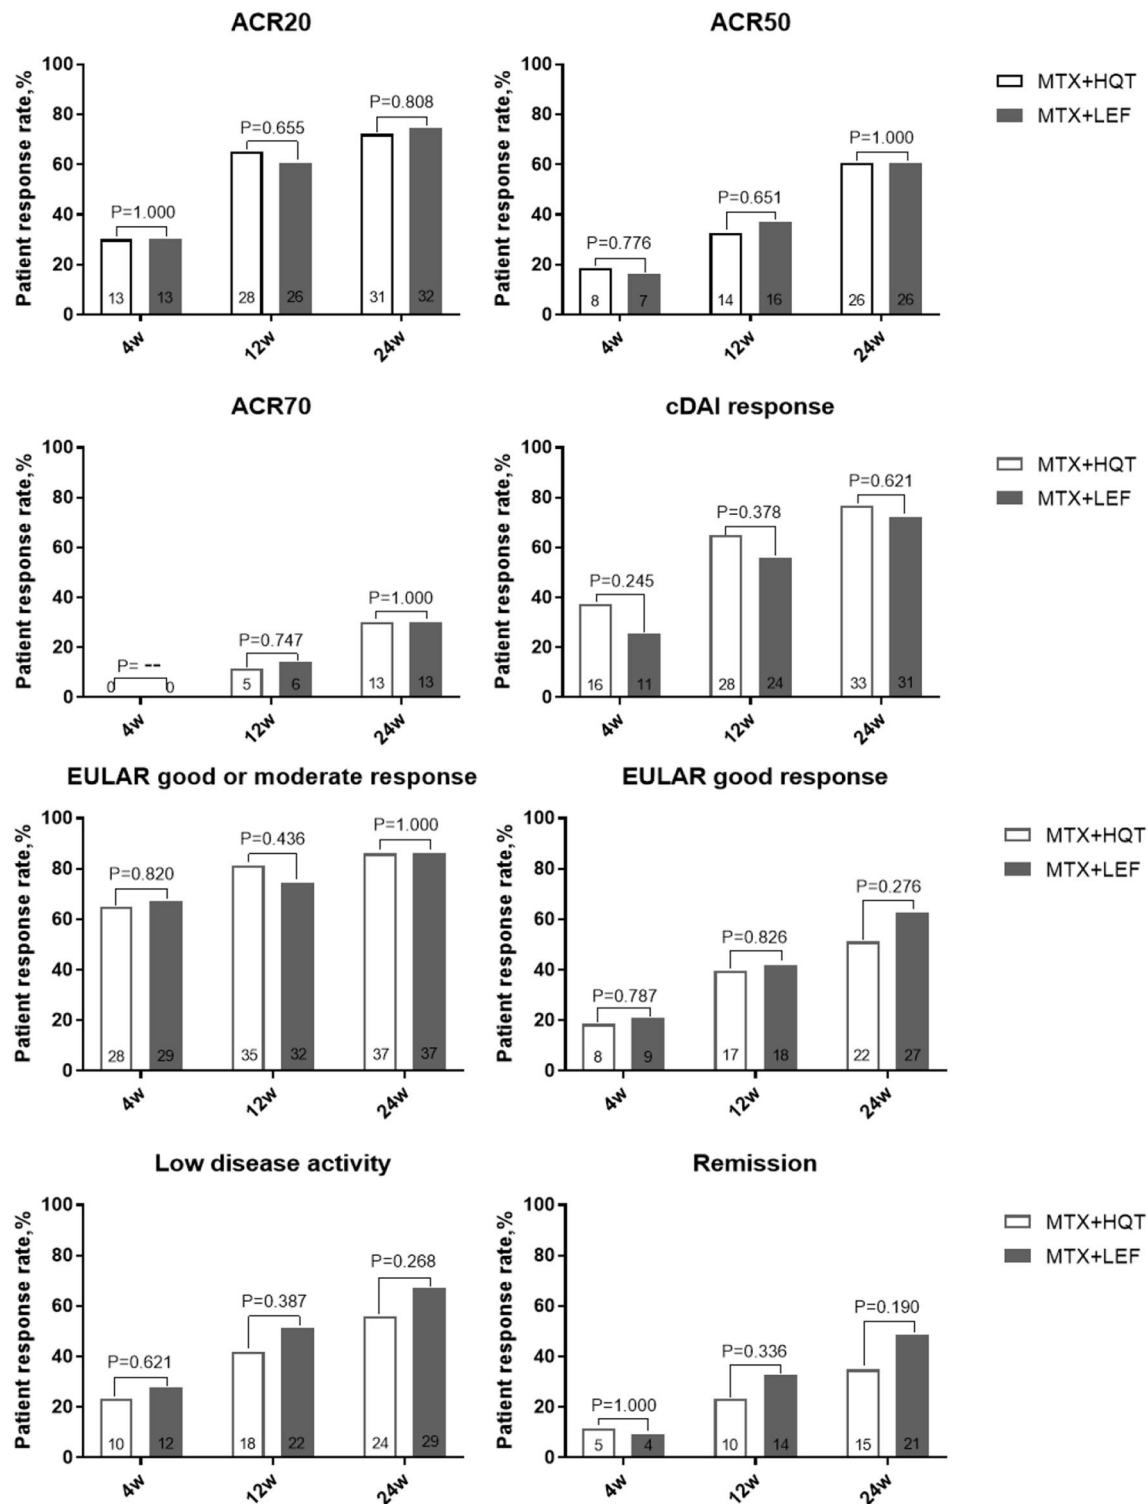 ACR20
ACR50
Patient response rate,%
100
80
60
40
20
0
P=1.000
P=0.655
P=0.808
13
13
28
26
31
32
4w
12w
24w
Patient response rate,%
100
80
60
40
20
0
P=0.776
P=0.651
P=1.000
8
7
14
16
26
26
4w
12w
24w
MTX+HQT
MTX+LEF
ACR70
cDAI response
Patient response rate,%
100
80
60
40
20
0
P= --
P=0.747
P=1.000
0
0
5
6
13
13
4w
12w
24w
Patient response rate,%
100
80
60
40
20
0
P=0.245
P=0.378
P=0.621
16
11
28
24
33
31
4w
12w
24w
MTX+HQT
MTX+LEF
EULAR good or moderate response
EULAR good response
Patient response rate,%
100
80
60
40
20
0
P=0.820
P=0.436
P=1.000
28
29
35
32
37
37
4w
12w
24w
Patient response rate,%
100
80
60
40
20
0
P=0.787
P=0.826
P=0.276
8
9
17
18
22
27
4w
12w
24w
MTX+HQT
MTX+LEF
Low disease activity
Remission
Patient response rate,%
100
80
60
40
20
0
P=0.621
P=0.387
P=0.268
10
12
18
22
24
29
4w
12w
24w
Patient response rate,%
100
80
60
40
20
0
P=1.000
P=0.336
P=0.190
5
4
10
14
15
21
4w
12w
24w
MTX+HQT
MTX+LEF